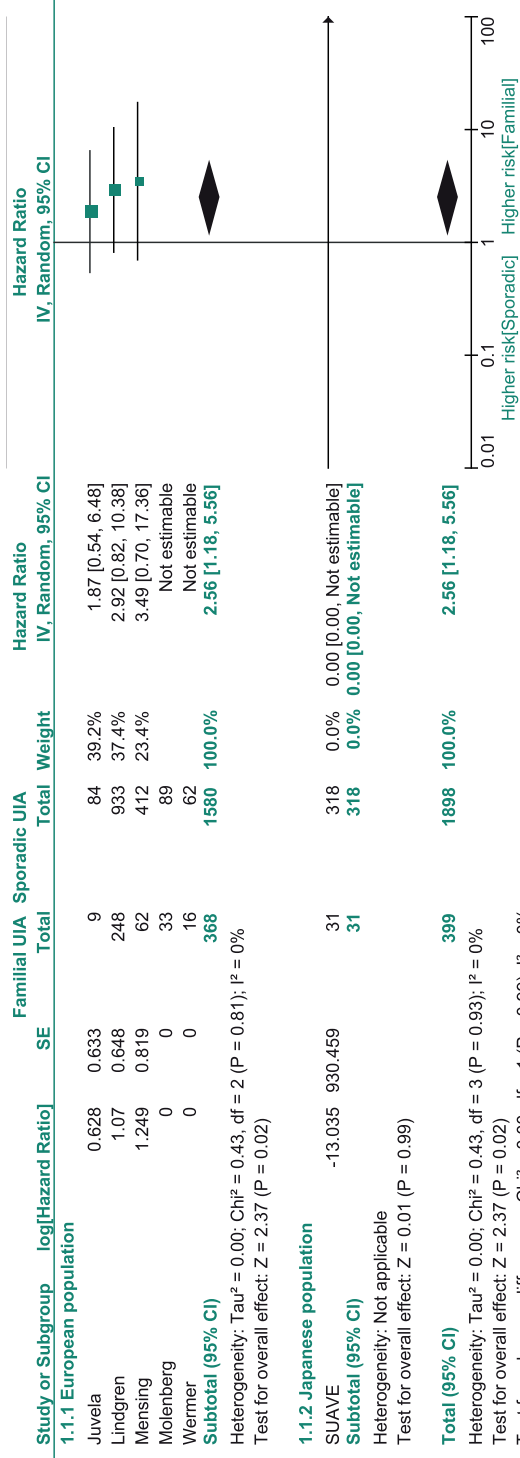 Familial UIA Sporadic UIA Hazard Ratio Hazard Ratio
Study or Subgroup log[Hazard Ratio] SE Total Total Weight IV, Random, 95% CI IV, Random, 95% CI
1.1.1 European population
Juvela 0.628 0.633 9 84 39.2% 1.87 [0.54, 6.48]
Lindgren 1.07 0.648 248 933 37.4% 2.92 [0.82, 10.38]
Mensing 1.249 0.819 62 412 23.4% 3.49 [0.70, 17.36]
Molenberg 0 0 33 89 Not estimable
Wermer 0 0 16 62 Not estimable
Subtotal (95% CI) 368 1580 100.0% 2.56 [1.18, 5.56]
Heterogeneity: Tau² = 0.00; Chi² = 0.43, df = 2 (P = 0.81); I² = 0%
Test for overall effect: Z = 2.37 (P = 0.02)
1.1.2 Japanese population
SUAVE -13.035 930.459 31 318 0.0% 0.00 [0.00, Not estimable]
Subtotal (95% CI) 31 318 0.0% 0.00 [0.00, Not estimable]
Heterogeneity: Not applicable
Test for overall effect: Z = 0.01 (P = 0.99)
Total (95% CI) 399 1898 100.0% 2.56 [1.18, 5.56]
Heterogeneity: Tau² = 0.00; Chi² = 0.43, df = 3 (P = 0.93); I² = 0%
Test for overall effect: Z = 2.37 (P = 0.02)
0.01 0.1 1 10 100
Higher risk[Sporadic] Higher risk[Familial]